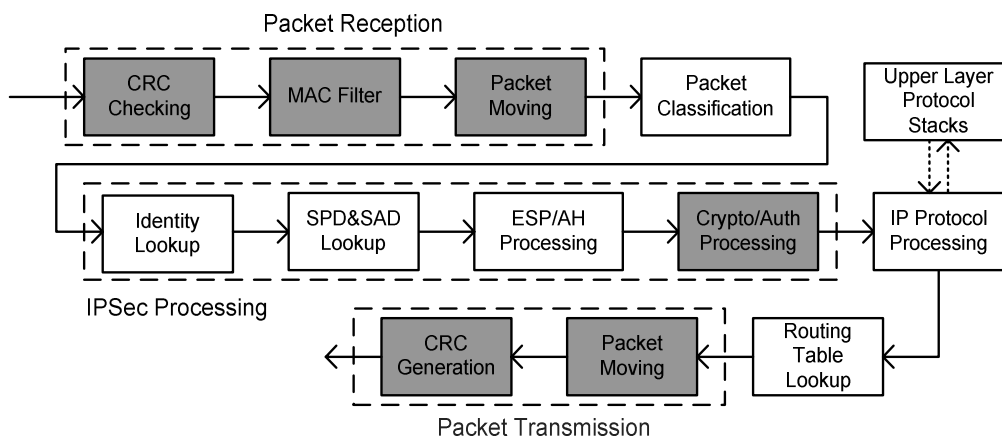 Packet Reception
CRC
Checking
MAC Filter
Packet
Moving
Packet
Classification
Upper Layer
Protocol
Stacks
Identity
Lookup
SPD&SAD
Lookup
ESP/AH
Processing
Crypto/Auth
Processing
IP Protocol
Processing
IPSec Processing
CRC
Generation
Packet
Moving
Routing
Table
Lookup
Packet Transmission